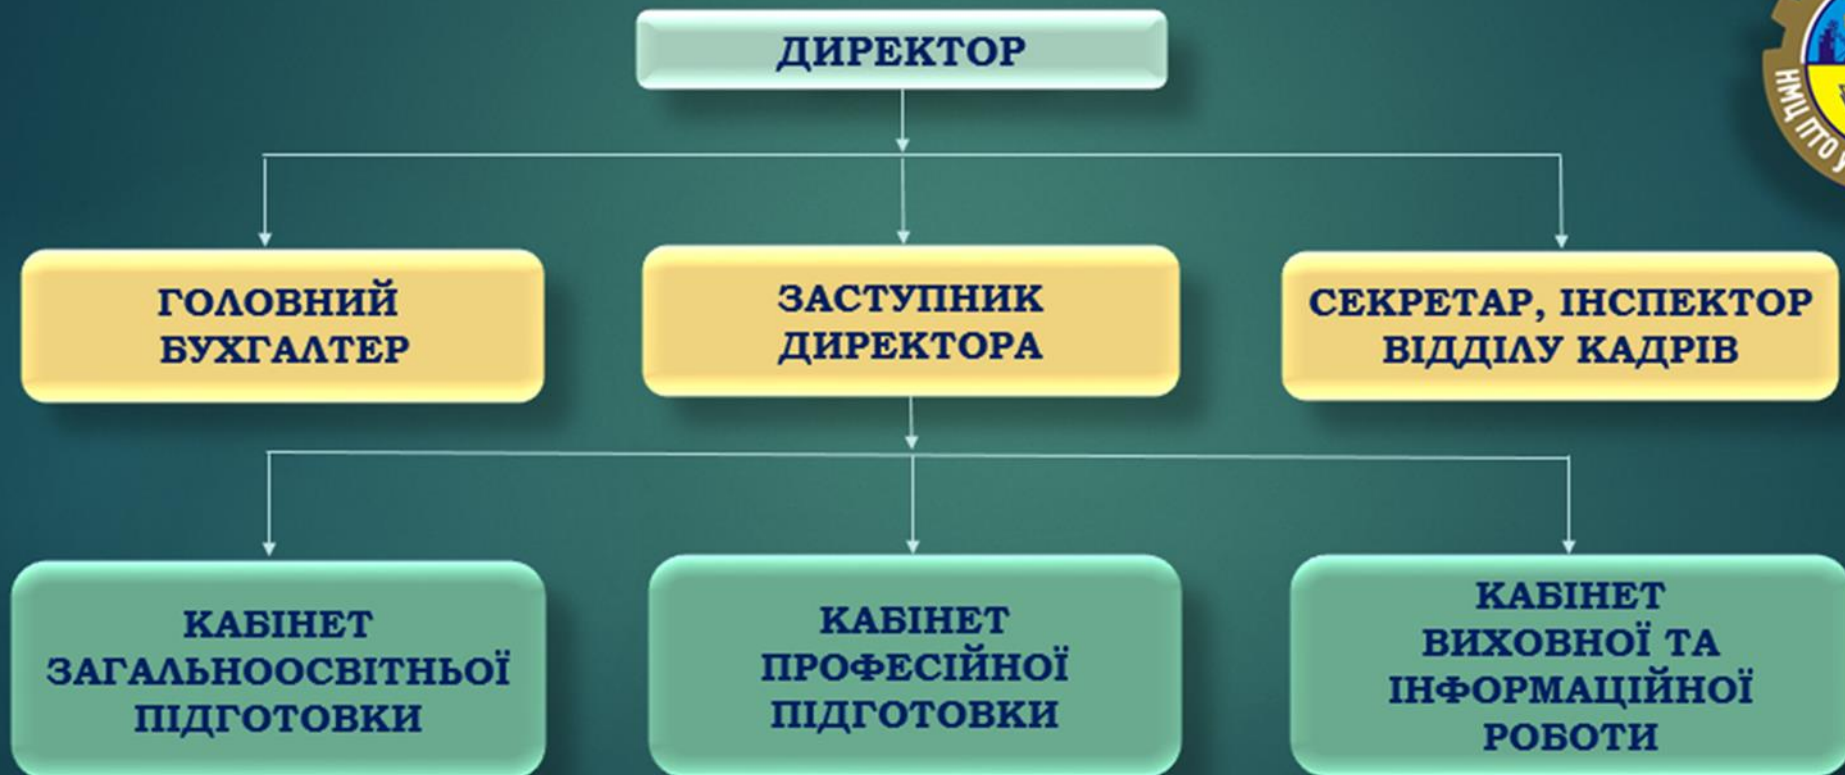 ДИРЕКТОР
НМЦ ПТО У
ГОЛОВНИЙ
БУХГАЛТЕР
ЗАСТУПНИК
ДИРЕКТОРА
СЕКРЕТАР, ІНСПЕКТОР
ВІДДІЛУ КАДРІВ
КАБІНЕТ
ЗАГАЛЬНООСВІТНЬОЇ
ПІДГОТОВКИ
КАБІНЕТ
ПРОФЕСІЙНОЇ
ПІДГОТОВКИ
КАБІНЕТ
ВИХОВНОЇ ТА
ІНФОРМАЦІЙНОЇ
РОБОТИ